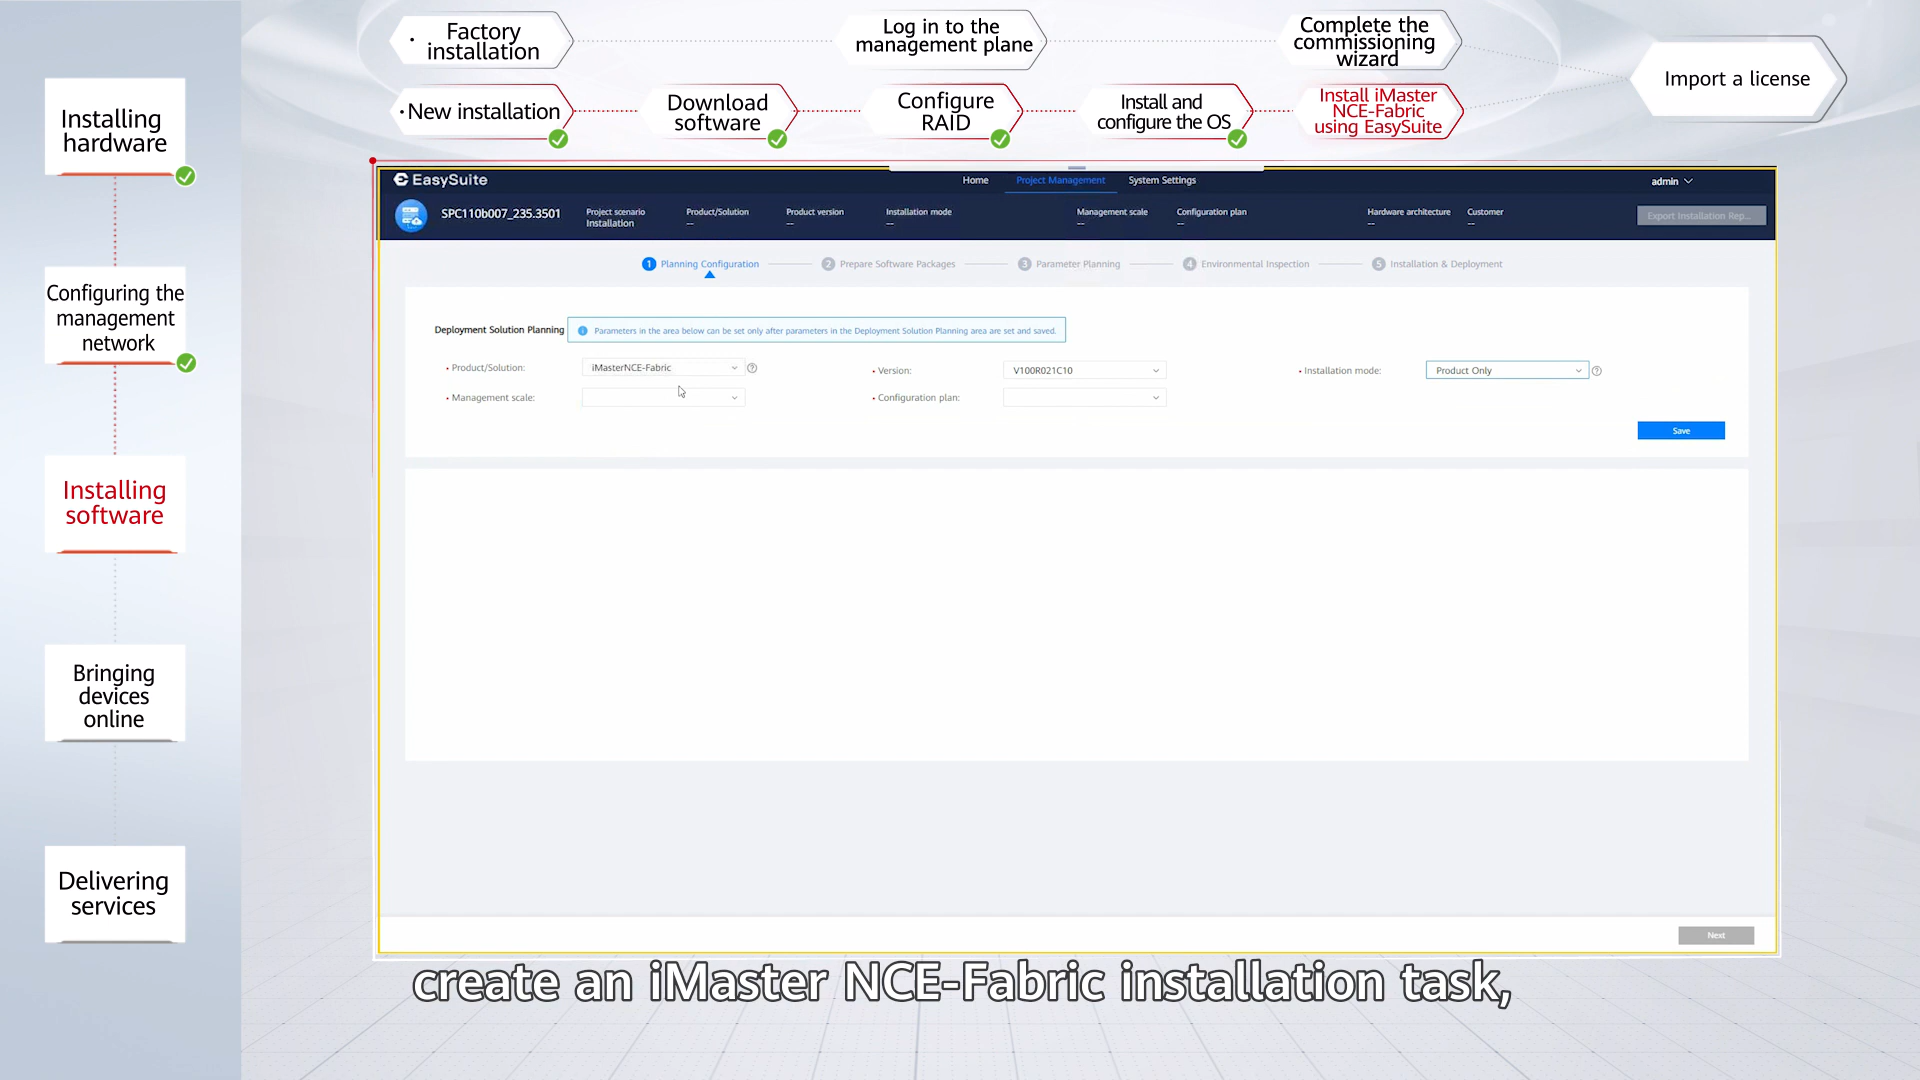 Factory
installation
Log in to the
management plane
Complete the
commissioning
wizard
Import a license
New installation
Download
software
Configure
RAID
Install and
configure the OS
Install iMaster
NCE-Fabric
using EasySuite
Installing
hardware
Configuring the
management
network
Installing
software
Bringing
devices
online
Delivering
services
EasySuite
Home
Project Management
System Settings
admin
SPC110b007_235.3501
Project scenario
Installation
Product/Solution
--
Product version
--
Installation mode
--
Management scale
--
Configuration plan
--
Hardware architecture
--
Customer
--
Export Installation Rep...
1 Planning Configuration
2 Prepare Software Packages
3 Parameter Planning
4 Environmental Inspection
5 Installation & Deployment
Deployment Solution Planning
Parameters in the area below can be set only after parameters in the Deployment Solution Planning area are set and saved.
Product/Solution:
iMasterNCE-Fabric
Version:
V100R021C10
Installation mode:
Product Only
Management scale:
Configuration plan:
Save
Next
create an iMaster NCE-Fabric installation task,